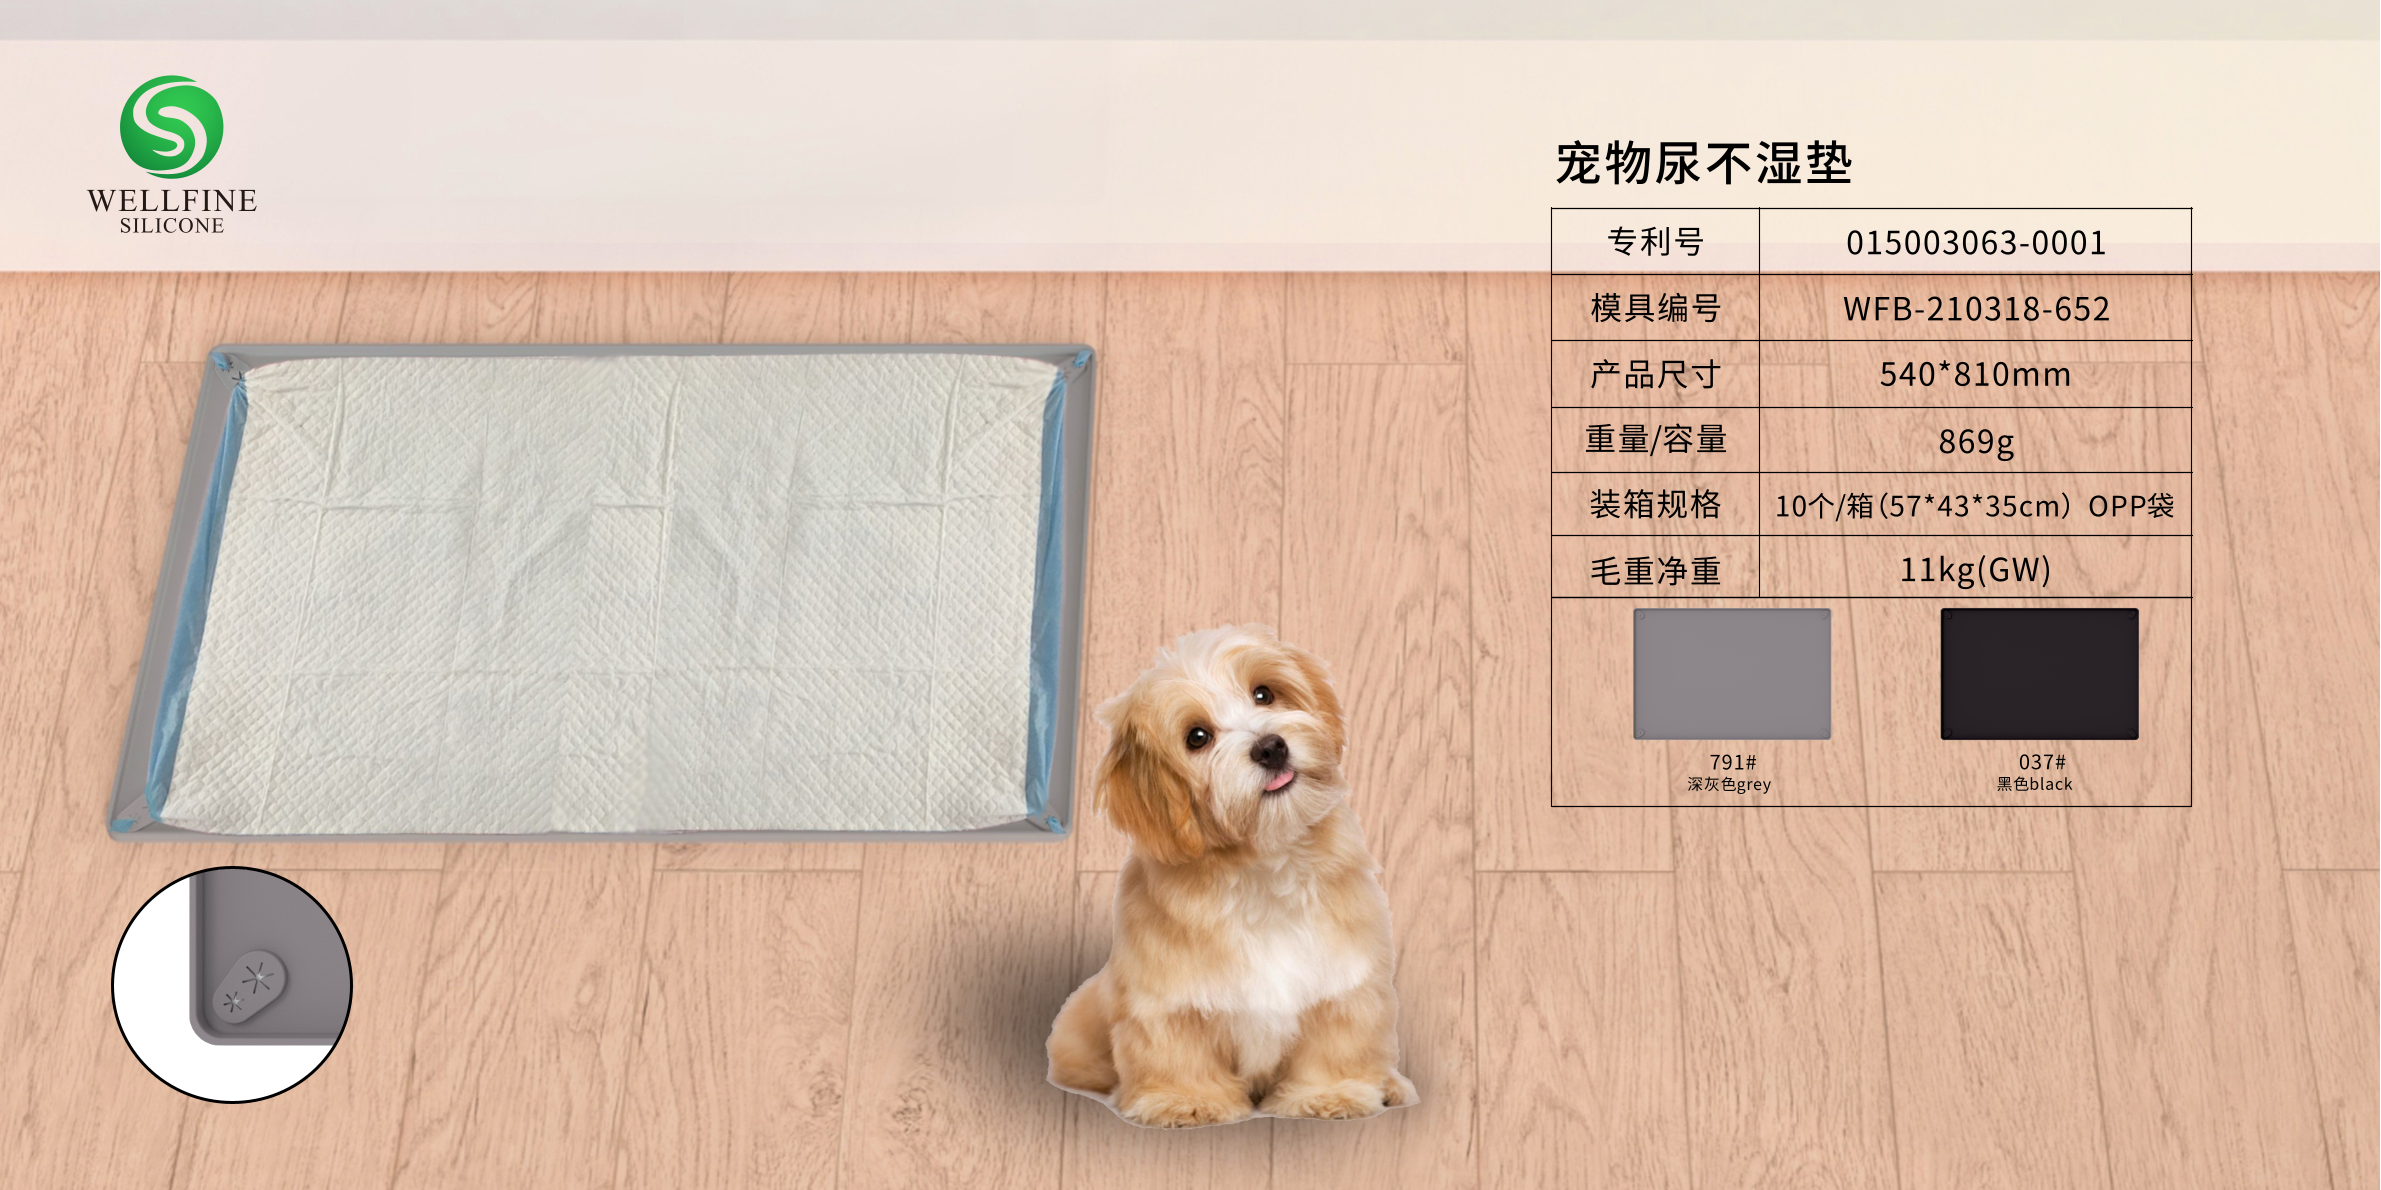 WELLFINE
SILICONE
宠物尿不湿垫
专利号 015003063-0001
模具编号 WFB-210318-652
产品尺寸 540*810mm
重量/容量 869g
装箱规格 10个/箱（57*43*35cm）OPP袋
毛重净重 11kg(GW)
791# 037#
深灰色grey 黑色black